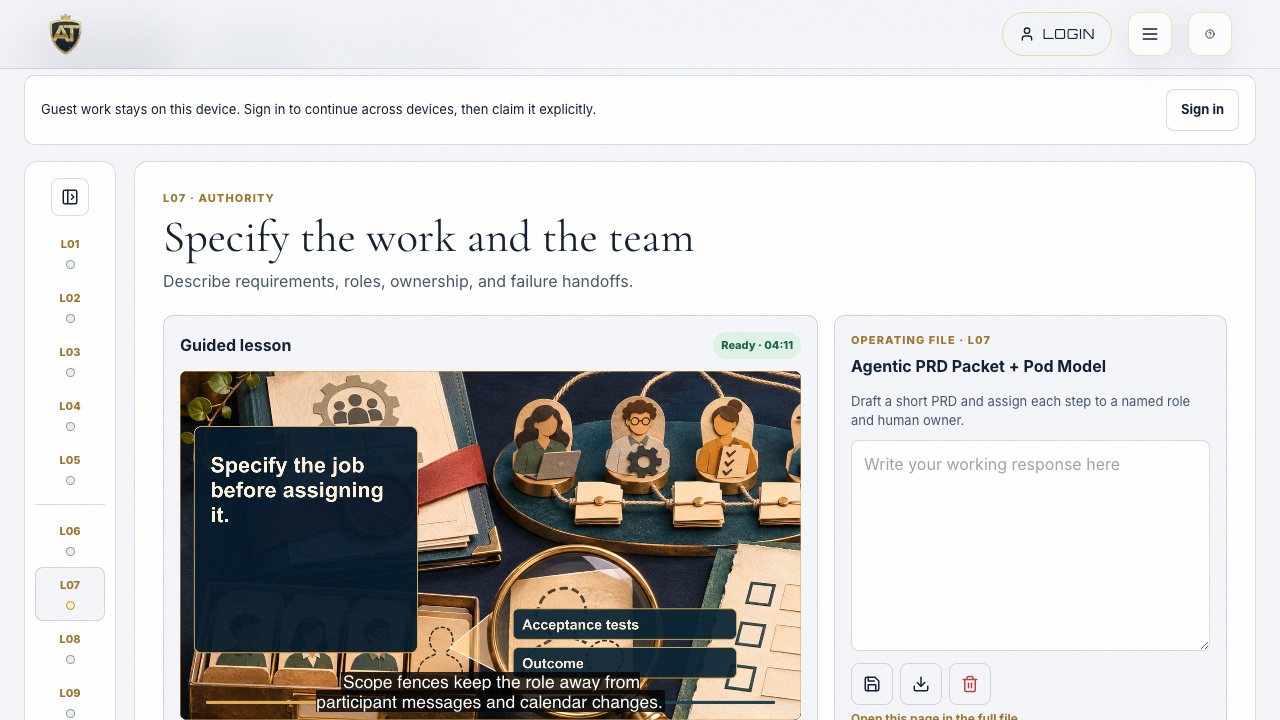 AT
LOGIN
Guest work stays on this device. Sign in to continue across devices, then claim it explicitly.
Sign in
L01
L02
L03
L04
L05
L06
L07
L08
L09
L07 · AUTHORITY
Specify the work and the team
Describe requirements, roles, ownership, and failure handoffs.
Guided lesson
Ready · 04:11
Specify the job
before assigning
it.
Acceptance tests
Outcome
Scope fences keep the role away from
participant messages and calendar changes.
OPERATING FILE · L07
Agentic PRD Packet + Pod Model
Draft a short PRD and assign each step to a named role
and human owner.
Write your working response here
Open this page in the full file